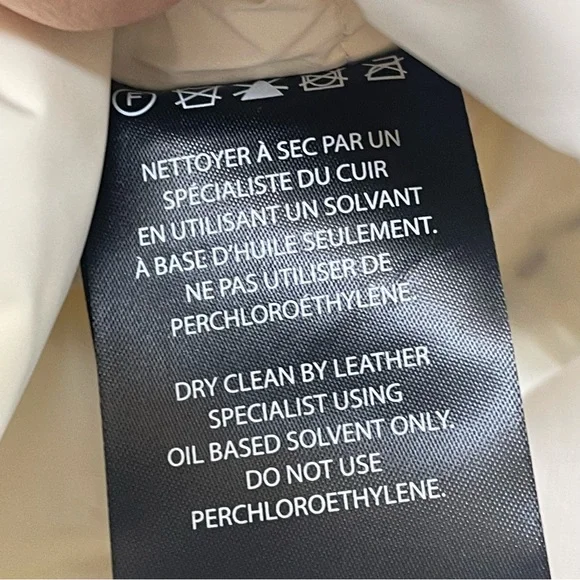 F
NETTOYER À SEC PAR UN
SPÉCIALISTE DU CUIR
EN UTILISANT UN SOLVANT
À BASE D'HUILE SEULEMENT.
NE PAS UTILISER DE
PERCHLOROÉTHYLÈNE.
DRY CLEAN BY LEATHER
SPECIALIST USING
OIL BASED SOLVENT ONLY.
DO NOT USE
PERCHLOROETHYLENE.